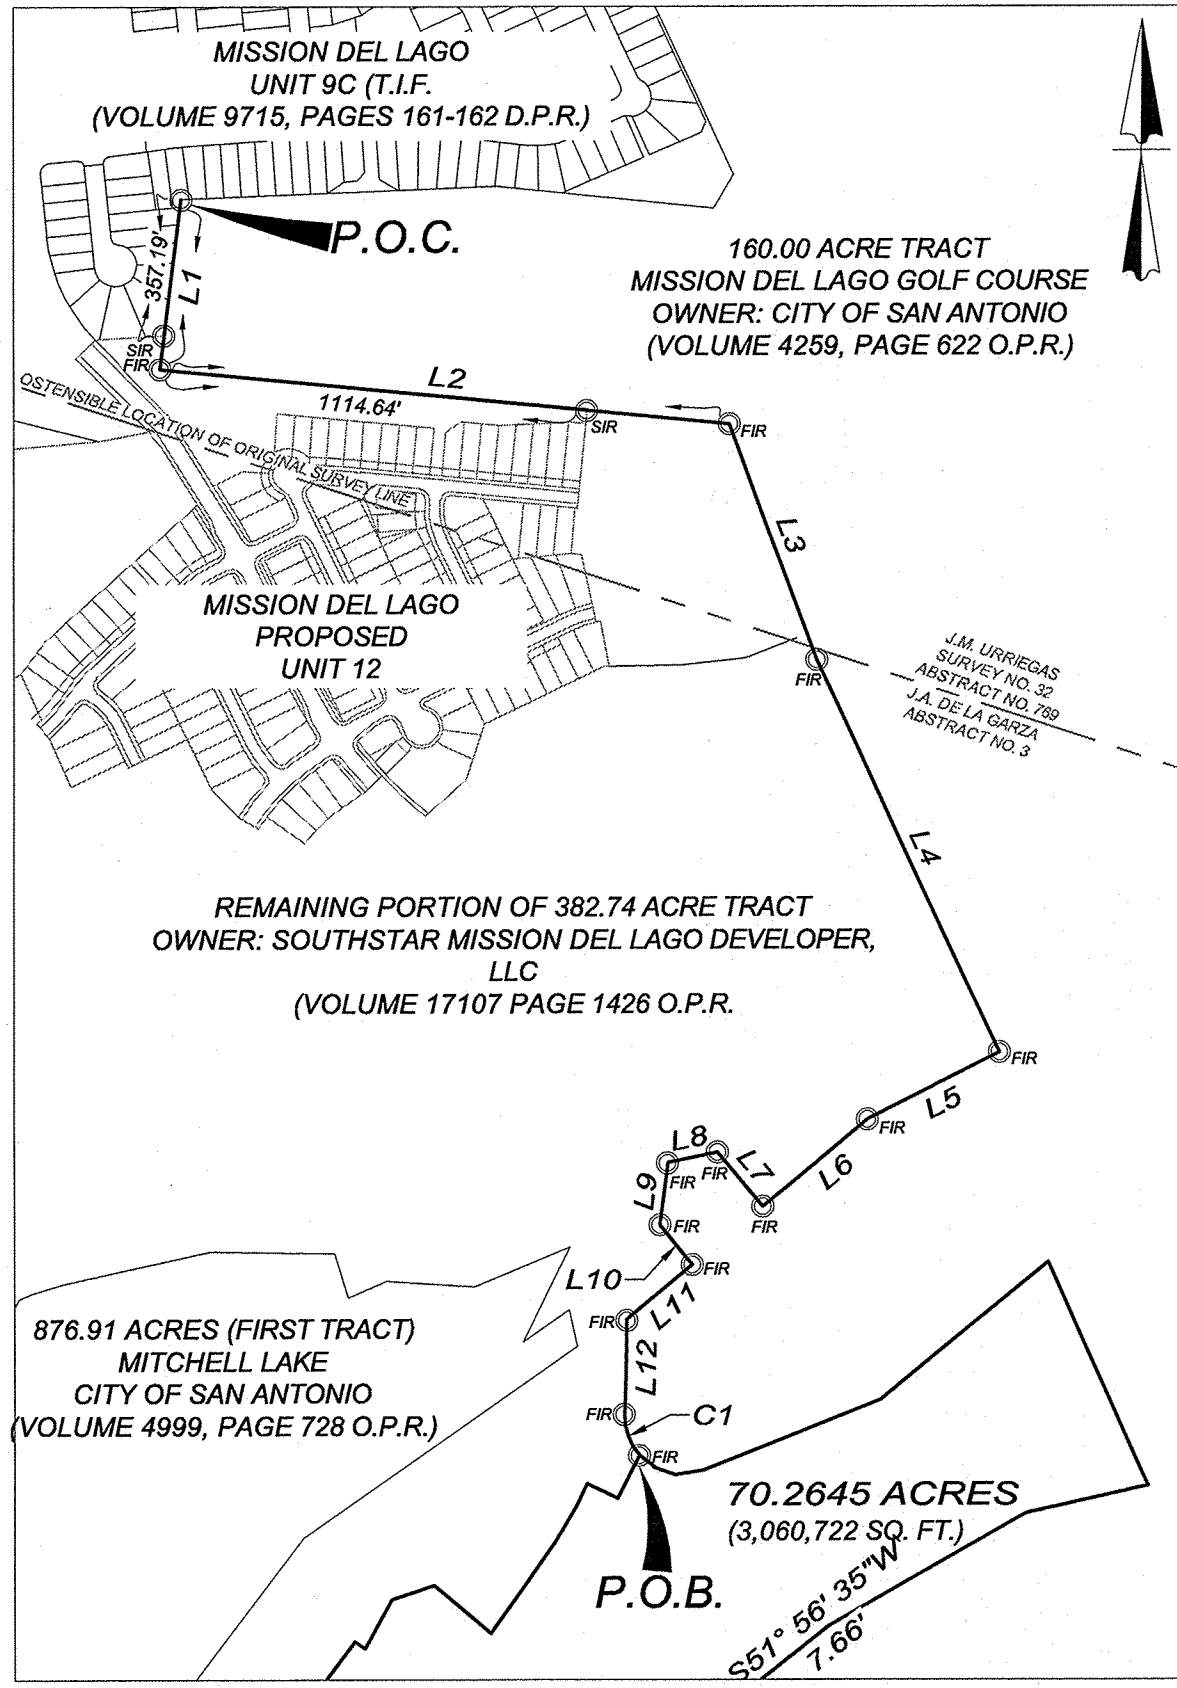 MISSION DEL LAGO
UNIT 9C (T.I.F.
(VOLUME 9715, PAGES 161-162 D.P.R.)
P.O.C.
357.19'
L1
SIR
FIR
160.00 ACRE TRACT
MISSION DEL LAGO GOLF COURSE
OWNER: CITY OF SAN ANTONIO
(VOLUME 4259, PAGE 622 O.P.R.)
L2
1114.64'
SIR
FIR
OSTENSIBLE LOCATION OF ORIGINAL SURVEY LINE
L3
MISSION DEL LAGO
PROPOSED
UNIT 12
FIR
J.M. URRIEGAS
SURVEY NO. 32
ABSTRACT NO. 769
J.A. DE LA GARZA
ABSTRACT NO. 3
L4
REMAINING PORTION OF 382.74 ACRE TRACT
OWNER: SOUTHSTAR MISSION DEL LAGO DEVELOPER,
LLC
(VOLUME 17107 PAGE 1426 O.P.R.
FIR
L5
FIR
L6
L7
FIR
L8
FIR
FIR
L9
FIR
L10
FIR
L11
FIR
L12
FIR
C1
FIR
876.91 ACRES (FIRST TRACT)
MITCHELL LAKE
CITY OF SAN ANTONIO
(VOLUME 4999, PAGE 728 O.P.R.)
70.2645 ACRES
(3,060,722 SQ. FT.)
P.O.B.
S51° 56' 35"W
7.66'